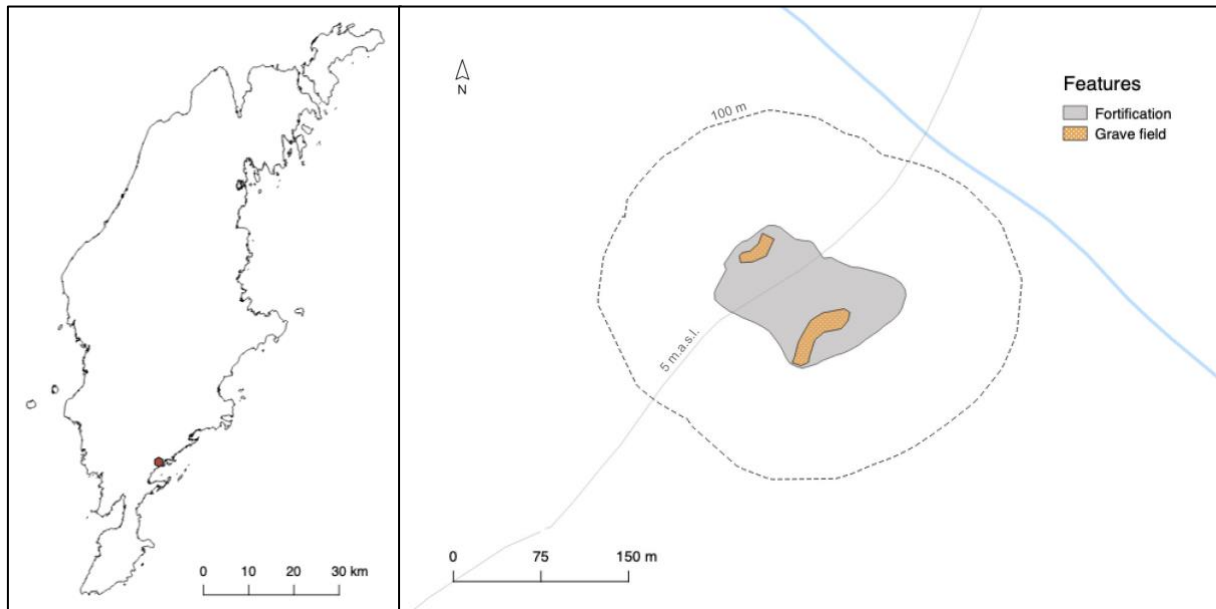 0 10 20 30 km
N
100 m
5 m.a.s.l.
0 75 150 m
Features
Fortification
Grave field